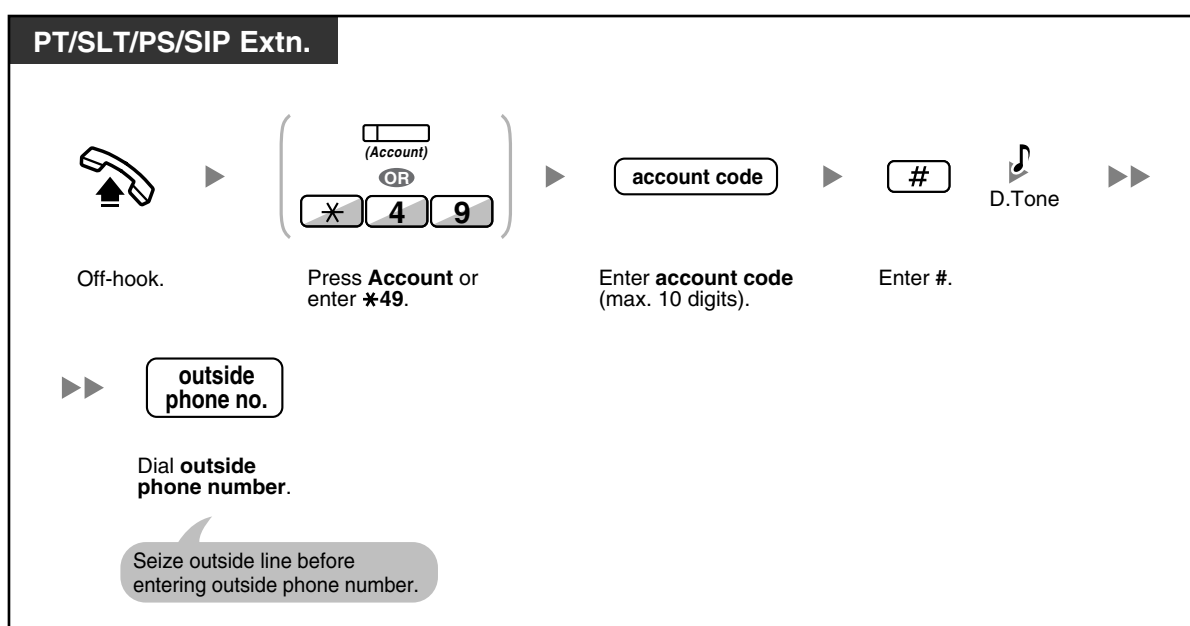 PT/SLT/PS/SIP Extn.
(Account)
OR
* 4 9
account code
#
D.Tone
Off-hook.
Press Account or
enter *49.
Enter account code
(max. 10 digits).
Enter #.
outside
phone no.
Dial outside
phone number.
Seize outside line before
entering outside phone number.